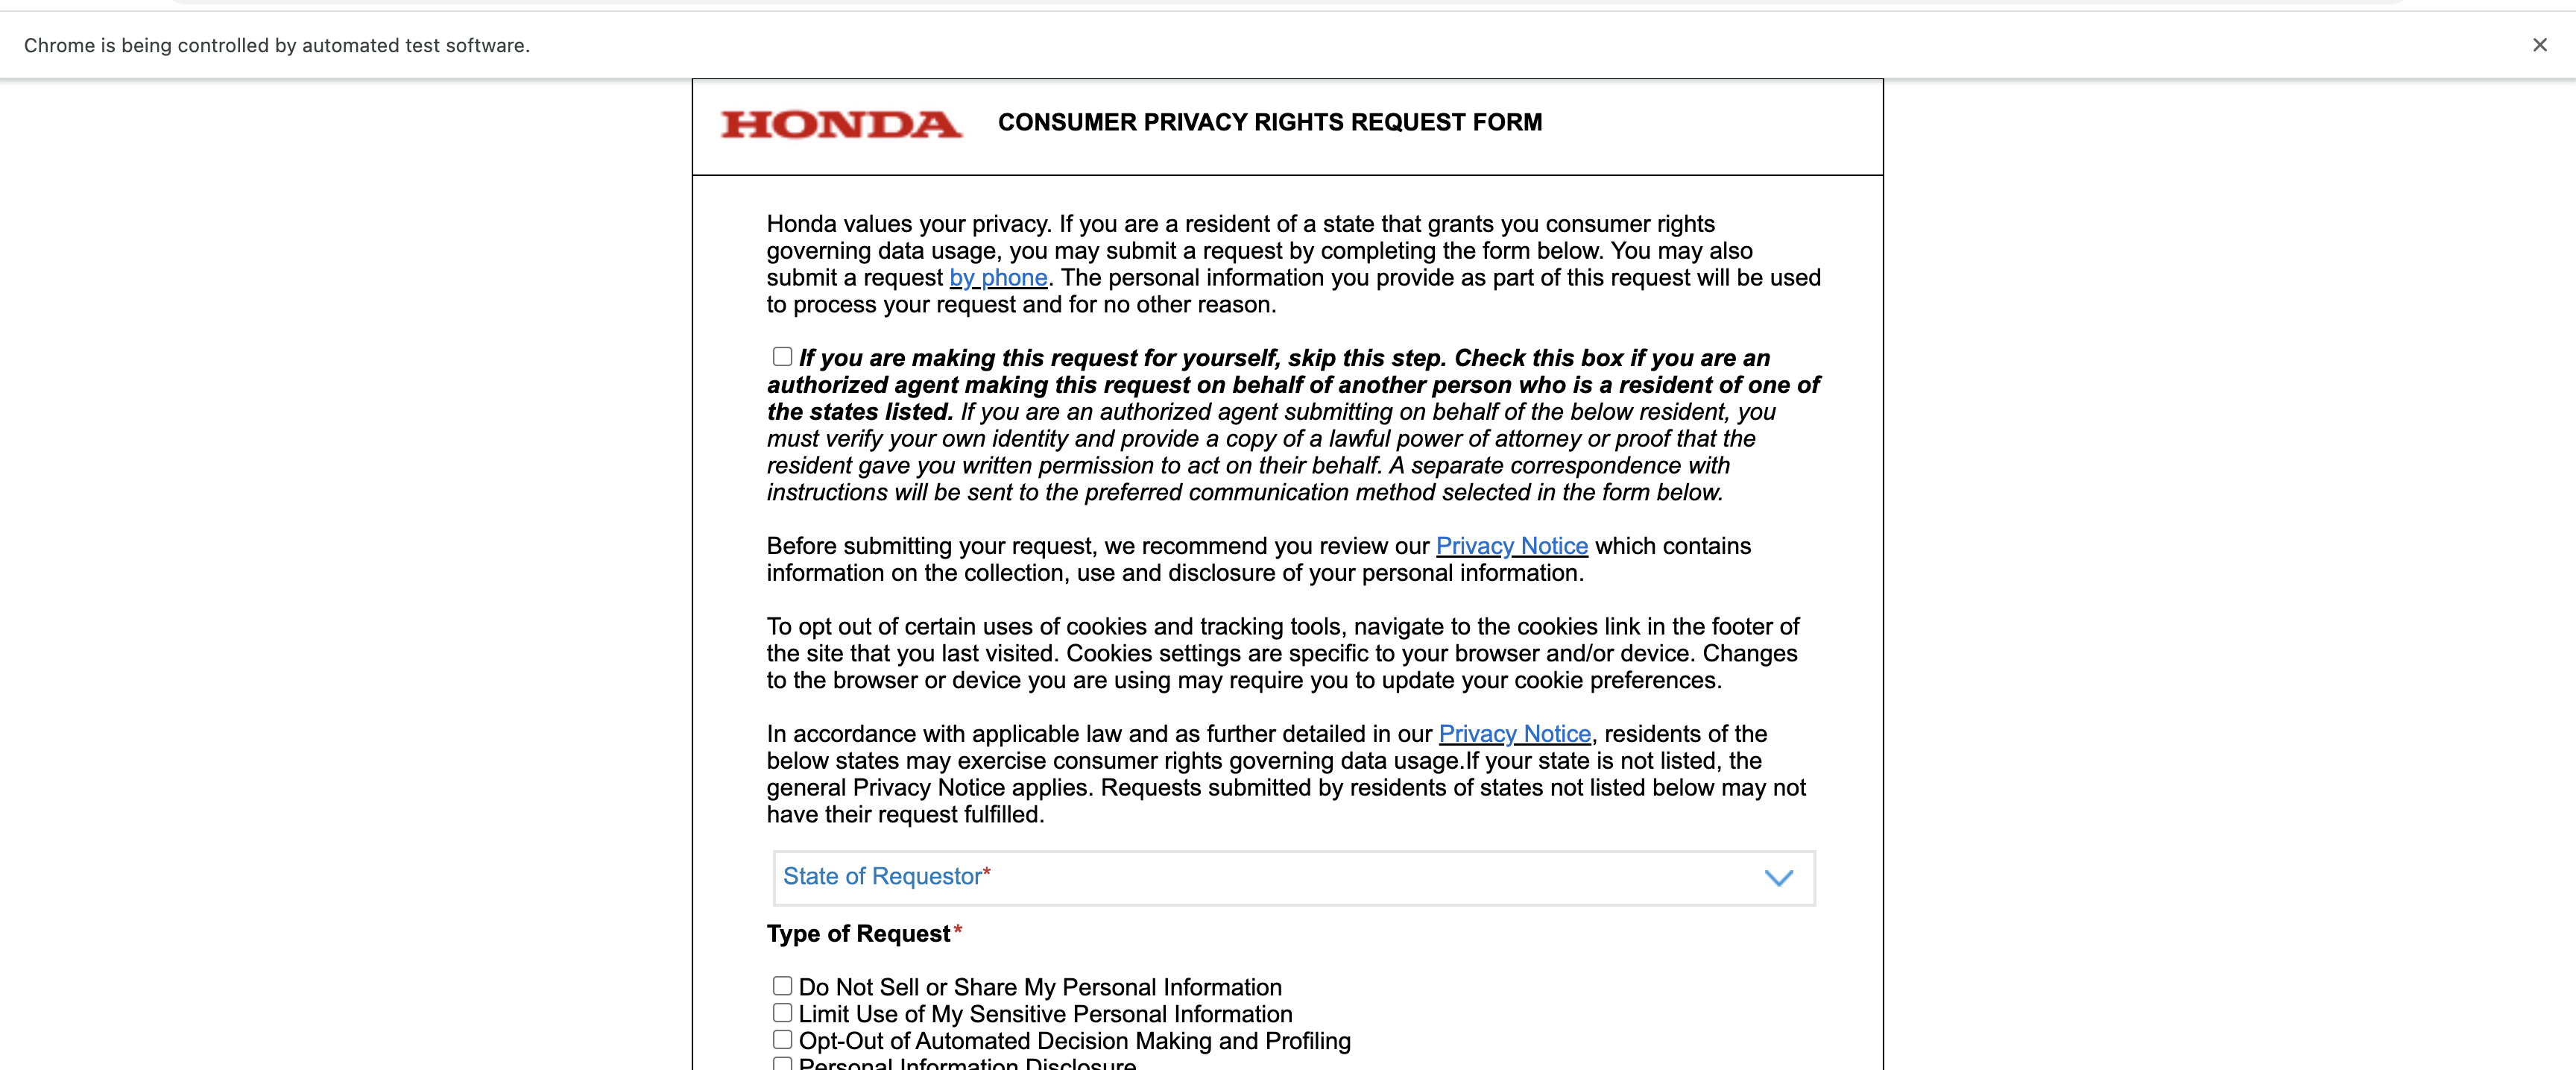 Chrome is being controlled by automated test software.
HONDA CONSUMER PRIVACY RIGHTS REQUEST FORM
Honda values your privacy. If you are a resident of a state that grants you consumer rights
governing data usage, you may submit a request by completing the form below. You may also
submit a request by phone. The personal information you provide as part of this request will be used
to process your request and for no other reason.
If you are making this request for yourself, skip this step. Check this box if you are an
authorized agent making this request on behalf of another person who is a resident of one of
the states listed. If you are an authorized agent submitting on behalf of the below resident, you
must verify your own identity and provide a copy of a lawful power of attorney or proof that the
resident gave you written permission to act on their behalf. A separate correspondence with
instructions will be sent to the preferred communication method selected in the form below.
Before submitting your request, we recommend you review our Privacy Notice which contains
information on the collection, use and disclosure of your personal information.
To opt out of certain uses of cookies and tracking tools, navigate to the cookies link in the footer of
the site that you last visited. Cookies settings are specific to your browser and/or device. Changes
to the browser or device you are using may require you to update your cookie preferences.
In accordance with applicable law and as further detailed in our Privacy Notice, residents of the
below states may exercise consumer rights governing data usage.If your state is not listed, the
general Privacy Notice applies. Requests submitted by residents of states not listed below may not
have their request fulfilled.
State of Requestor*
Type of Request*
Do Not Sell or Share My Personal Information
Limit Use of My Sensitive Personal Information
Opt-Out of Automated Decision Making and Profiling
Personal Information Disclosure